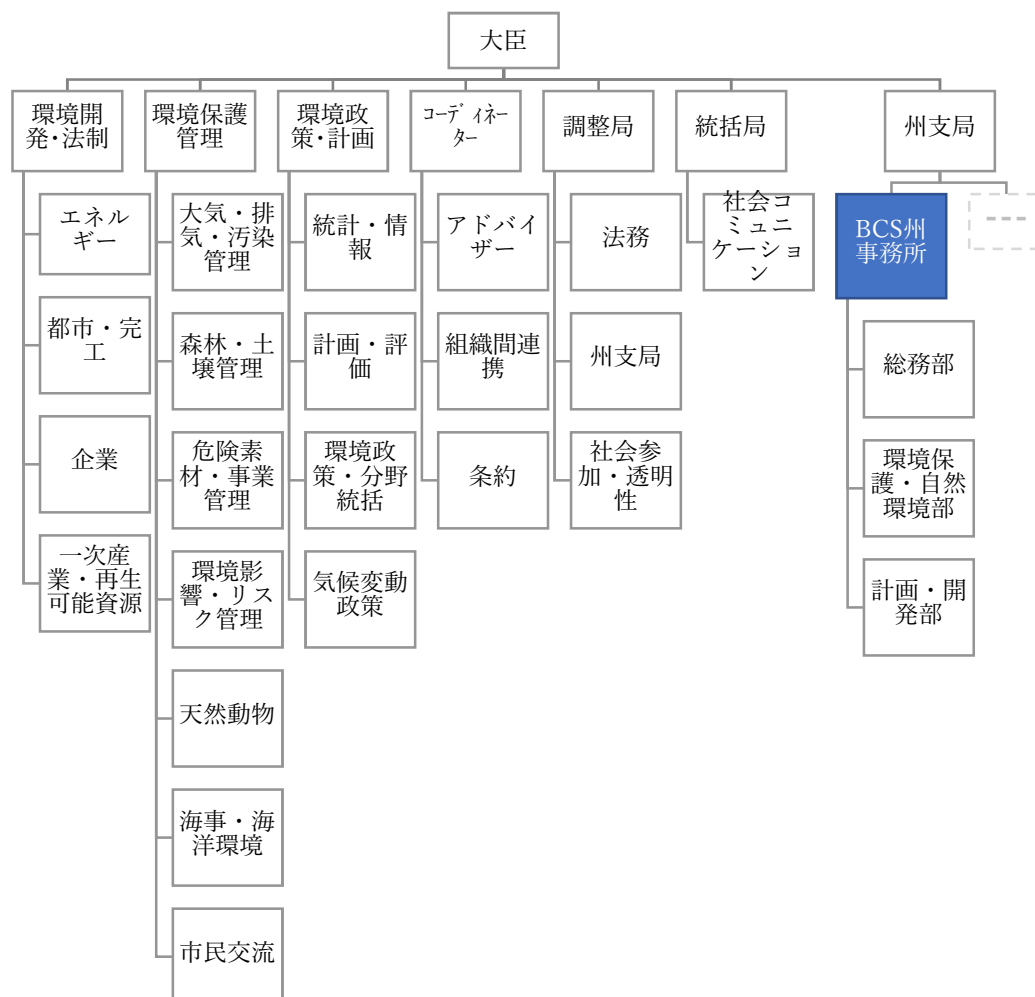 大臣
環境開
発・法制
環境保護
管理
環境政
策・計画
コーディネー
ター
調整局
統括局
州支局
エネル
ギー
都市・完
工
企業
一次産
業・再生
可能資源
大気・排
気・汚染
管理
森林・土
壌管理
危険素
材・事業
管理
環境影
響・リス
ク管理
天然動物
海事・海
洋環境
市民交流
統計・情
報
計画・評
価
環境政
策・分野
統括
気候変動
政策
アドバイ
ザー
組織間連
携
条約
法務
州支局
社会参
加・透明
性
社会コ
ミュニ
ケーショ
ン
BCS州
事務所
総務部
環境保
護・自然
環境部
計画・開
発部
---